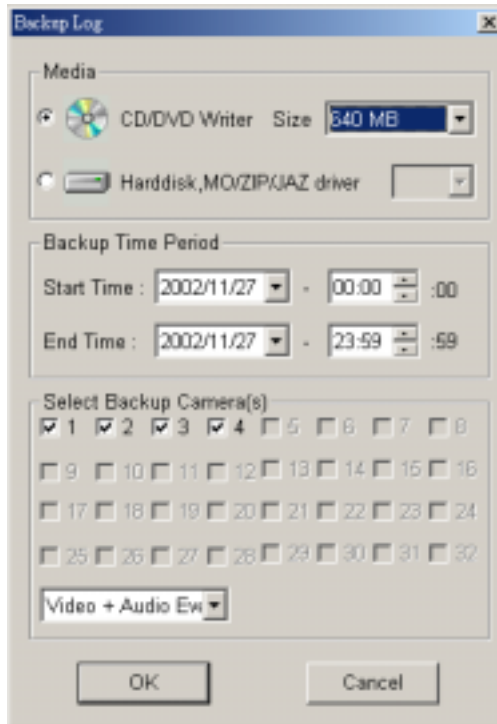 Backup Log
Media
CD/DVD Writer Size 640 MB
Harddisk,MO/ZIP/JAZ driver
Backup Time Period
Start Time : 2002/11/27 - 00:00 :00
End Time : 2002/11/27 - 23:59 :59
Select Backup Camera(s)
1 2 3 4 5 6 7 8
9 10 11 12 13 14 15 16
17 18 19 20 21 22 23 24
25 26 27 28 29 30 31 32
Video + Audio Eve
OK Cancel